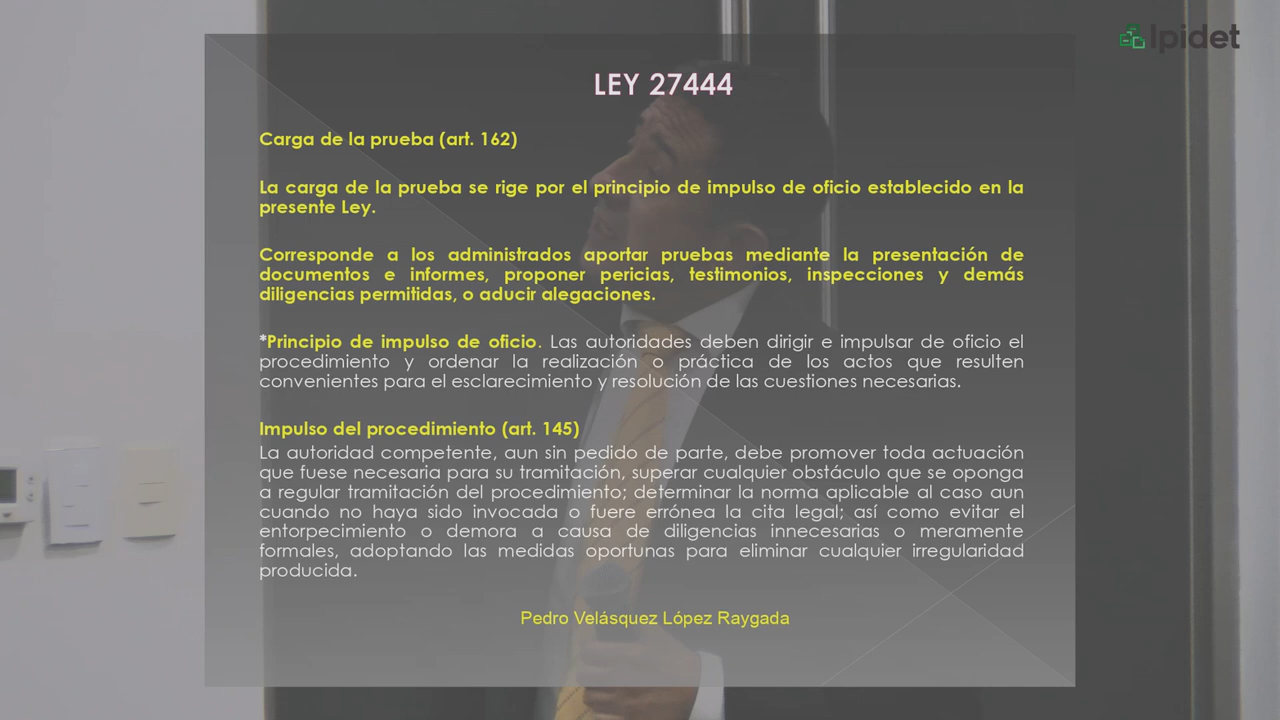 Ipidet
LEY 27444
Carga de la prueba (art. 162)
La carga de la prueba se rige por el principio de impulso de oficio establecido en la
presente Ley.
Corresponde a los administrados aportar pruebas mediante la presentación de
documentos e informes, proponer pericias, testimonios, inspecciones y demás
diligencias permitidas, o aducir alegaciones.
*Principio de impulso de oficio. Las autoridades deben dirigir e impulsar de oficio el
procedimiento y ordenar la realización o práctica de los actos que resulten
convenientes para el esclarecimiento y resolución de las cuestiones necesarias.
Impulso del procedimiento (art. 145)
La autoridad competente, aun sin pedido de parte, debe promover toda actuación
que fuese necesaria para su tramitación, superar cualquier obstáculo que se oponga
a regular tramitación del procedimiento; determinar la norma aplicable al caso aun
cuando no haya sido invocada o fuere errónea la cita legal; así como evitar el
entorpecimiento o demora a causa de diligencias innecesarias o meramente
formales, adoptando las medidas oportunas para eliminar cualquier irregularidad
producida.
Pedro Velásquez López Raygada